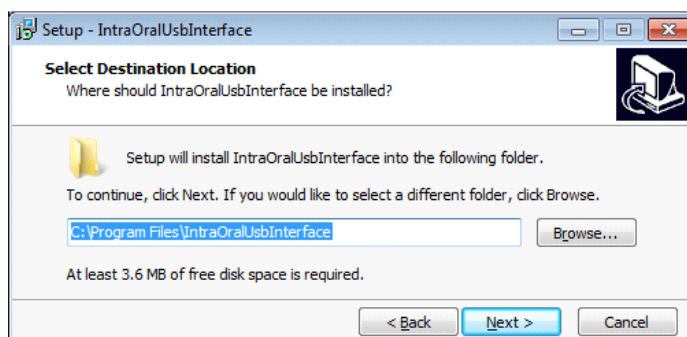 Setup - IntraOralUsbInterface
Select Destination Location
Where should IntraOralUsbInterface be installed?
Setup will install IntraOralUsbInterface into the following folder.
To continue, click Next. If you would like to select a different folder, click Browse.
C:\Program Files\IntraOralUsbInterface
Browse...
At least 3.6 MB of free disk space is required.
< Back
Next >
Cancel